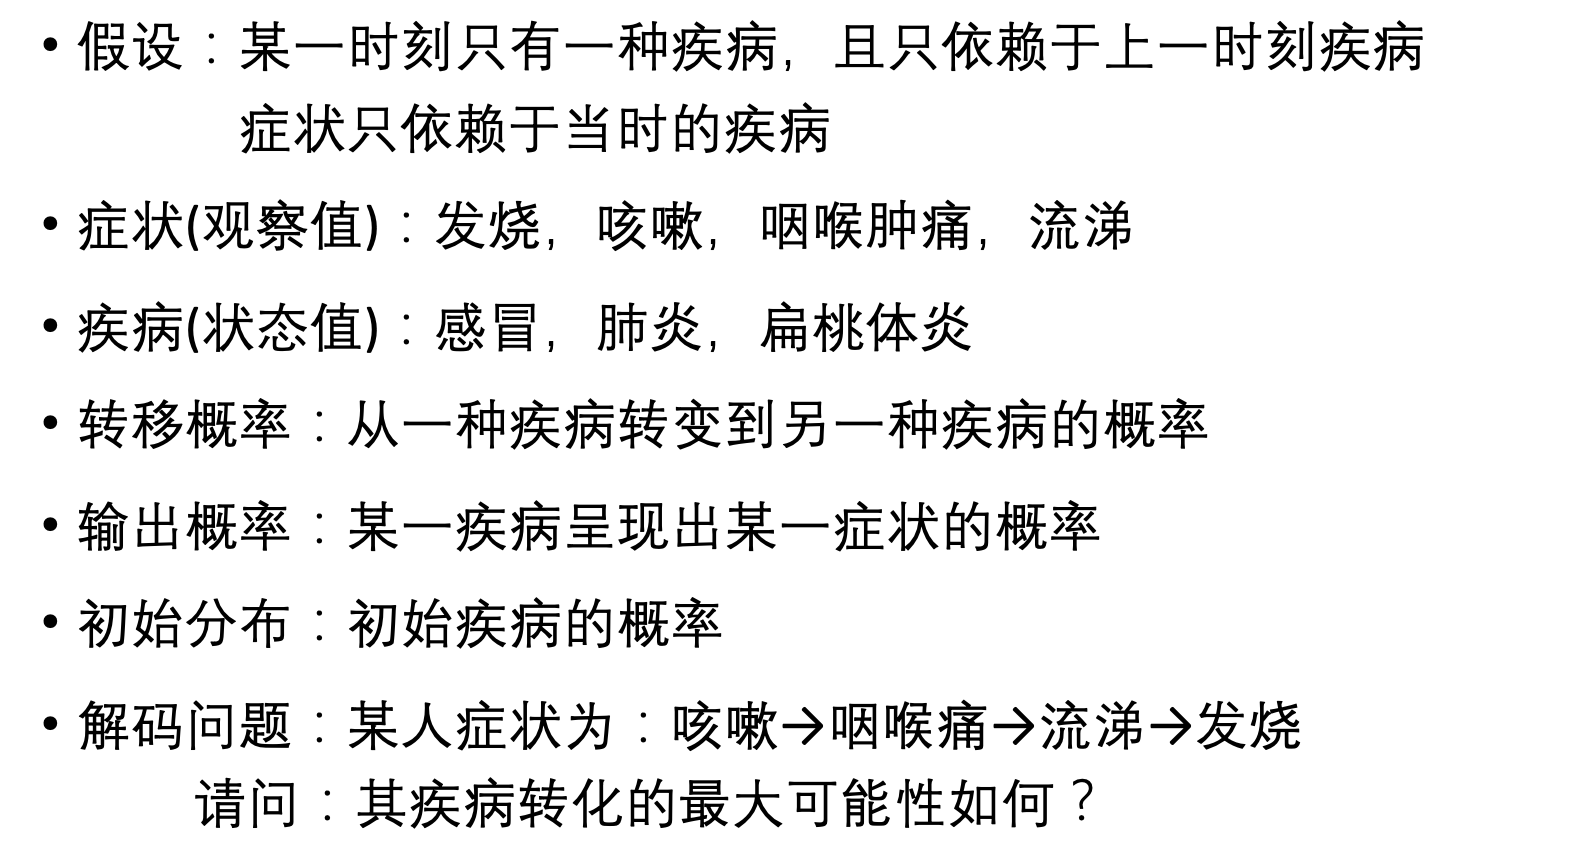 • 假设：某一时刻只有一种疾病，且只依赖于上一时刻疾病
症状只依赖于当时的疾病
• 症状(观察值)：发烧，咳嗽，咽喉肿痛，流涕
• 疾病(状态值)：感冒，肺炎，扁桃体炎
• 转移概率：从一种疾病转变到另一种疾病的概率
• 输出概率：某一疾病呈现出某一症状的概率
• 初始分布：初始疾病的概率
• 解码问题：某人症状为：咳嗽→咽喉痛→流涕→发烧
请问：其疾病转化的最大可能性如何？